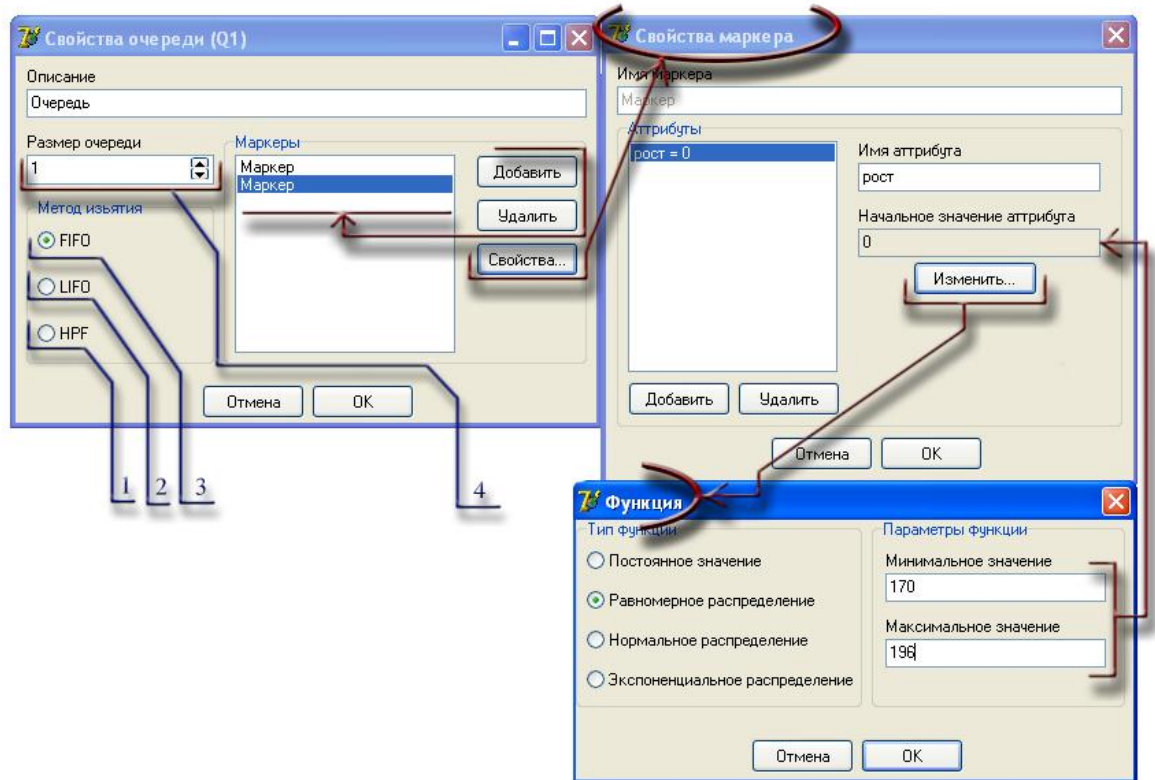 Свойства очереди (Q1)
Описание
Очередь
Размер очереди
1
Метод изьятия
FIFO
LIFO
HPF
Маркеры
Маркер
Маркер
Добавить
Удалить
Свойства...
Отмена
OK
1
2
3
4
Свойства маркера
Имя маркера
Маркер
Аттрибуты
рост = 0
Имя аттрибута
рост
Начальное значение аттрибута
0
Изменить...
Добавить
Удалить
Отмена
OK
Функция
Тип функции
Постоянное значение
Равномерное распределение
Нормальное распределение
Экспоненциальное распределение
Параметры функции
Минимальное значение
170
Максимальное значение
196
Отмена
OK